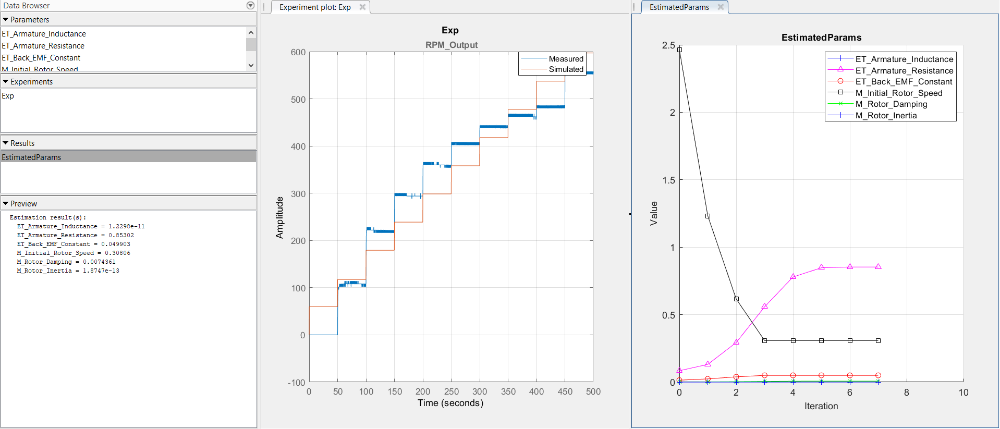 Data Browser
Parameters
ET_Armature_Inductance
ET_Armature_Resistance
ET_Back_EMF_Constant
M_Initial_Rotor_Speed
Experiments
Exp
Results
EstimatedParams
Preview
Estimation result(s):
ET_Armature_Inductance = 1.2298e-11
ET_Armature_Resistance = 0.85302
ET_Back_EMF_Constant = 0.049903
M_Initial_Rotor_Speed = 0.30806
M_Rotor_Damping = 0.0074361
M_Rotor_Inertia = 1.8747e-13
Experiment plot: Exp
Exp
RPM_Output
Measured
Simulated
600
500
400
300
200
100
0
-100
Amplitude
0 50 100 150 200 250 300 350 400 450 500
Time (seconds)
EstimatedParams
EstimatedParams
ET_Armature_Inductance
ET_Armature_Resistance
ET_Back_EMF_Constant
M_Initial_Rotor_Speed
M_Rotor_Damping
M_Rotor_Inertia
2.5
2
1.5
1
0.5
0
Value
0 2 4 6 8 10
Iteration